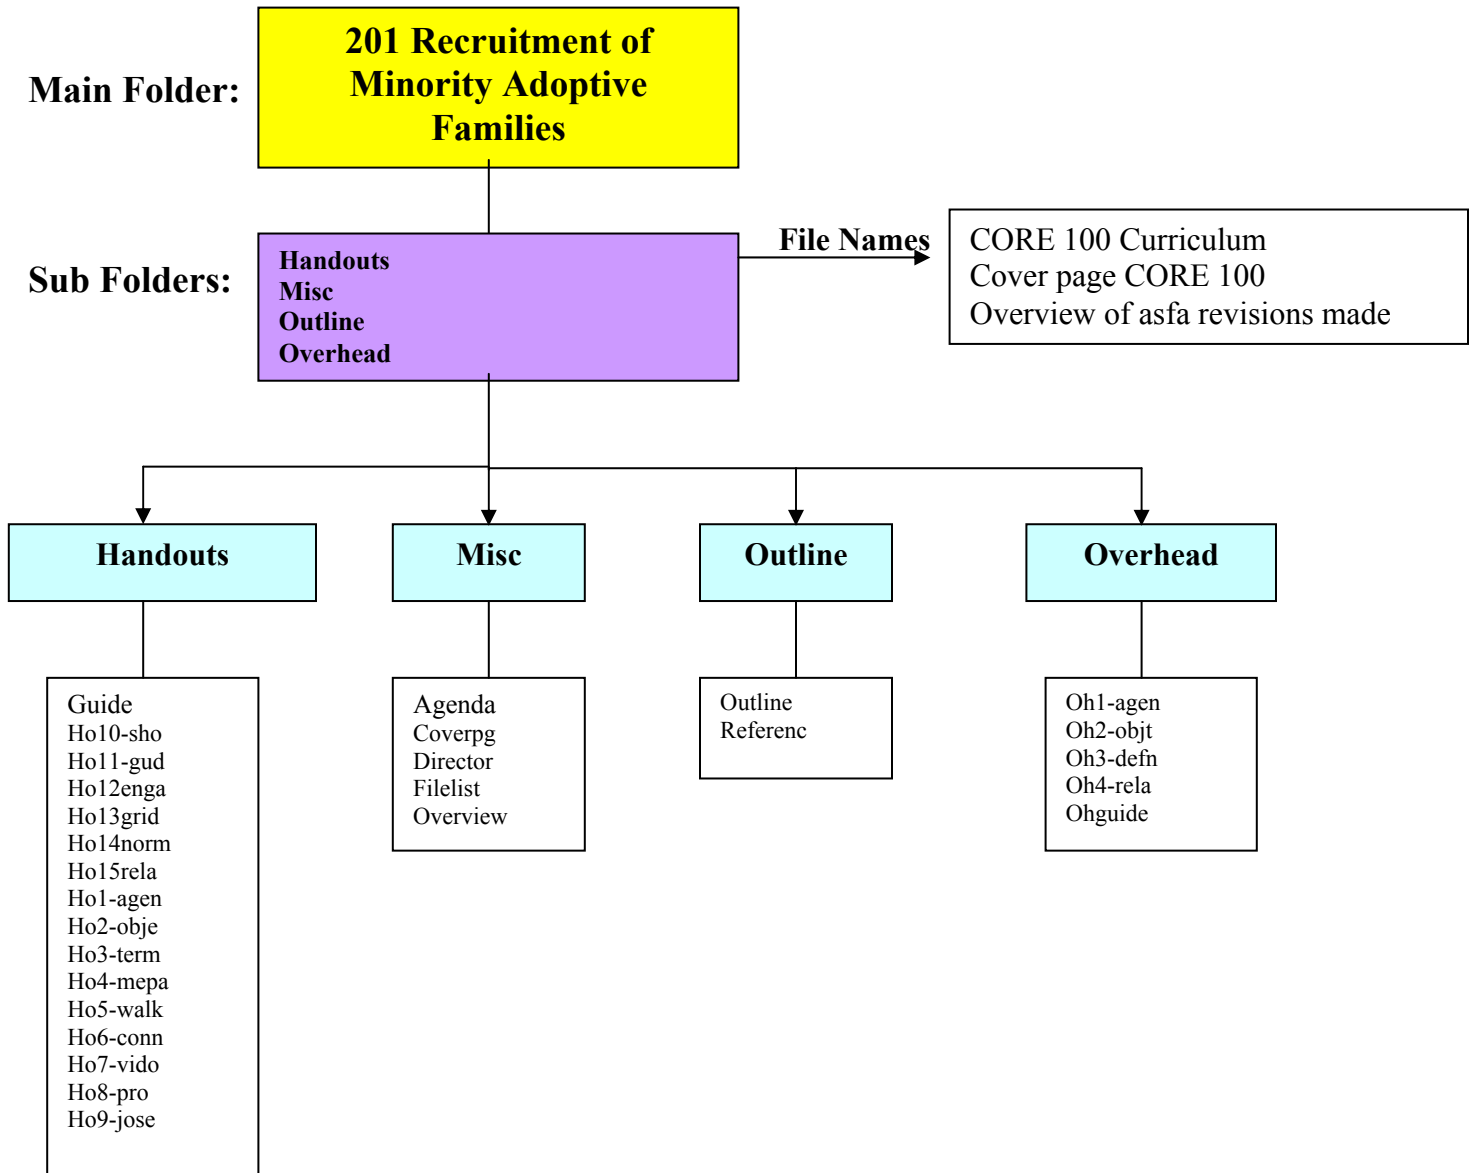 Main Folder:
201 Recruitment of
Minority Adoptive
Families
Sub Folders:
Handouts
Misc
Outline
Overhead
File Names
CORE 100 Curriculum
Cover page CORE 100
Overview of asfa revisions made
Handouts
Misc
Outline
Overhead
Guide
Ho10-sho
Ho11-gud
Ho12enga
Ho13grid
Ho14norm
Ho15rela
Ho1-agen
Ho2-obje
Ho3-term
Ho4-mepa
Ho5-walk
Ho6-conn
Ho7-vido
Ho8-pro
Ho9-jose
Agenda
Coverpg
Director
Filelist
Overview
Outline
Referenc
Oh1-agen
Oh2-objt
Oh3-defn
Oh4-rela
Ohguide